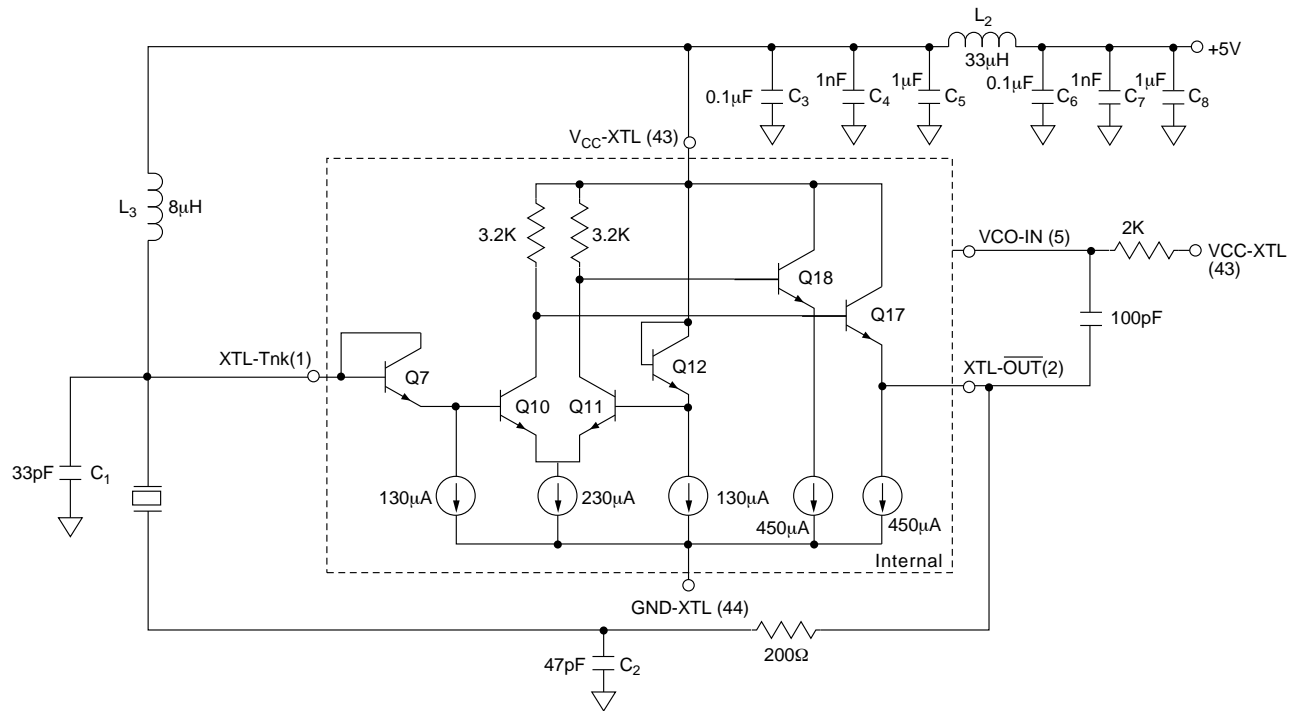 L2
33μH
+5V
0.1μF
C3
1nF
C4
1μF
C5
0.1μF
C6
1nF
C7
1μF
C8
VCC-XTL (43)
L3
8μH
3.2K
3.2K
Q18
Q17
VCO-IN (5)
2K
VCC-XTL
(43)
100pF
XTL-Tnk(1)
Q7
Q12
XTL-OUT(2)
Q10
Q11
33pF
C1
130μA
230μA
130μA
450μA
450μA
Internal
GND-XTL (44)
200Ω
47pF
C2